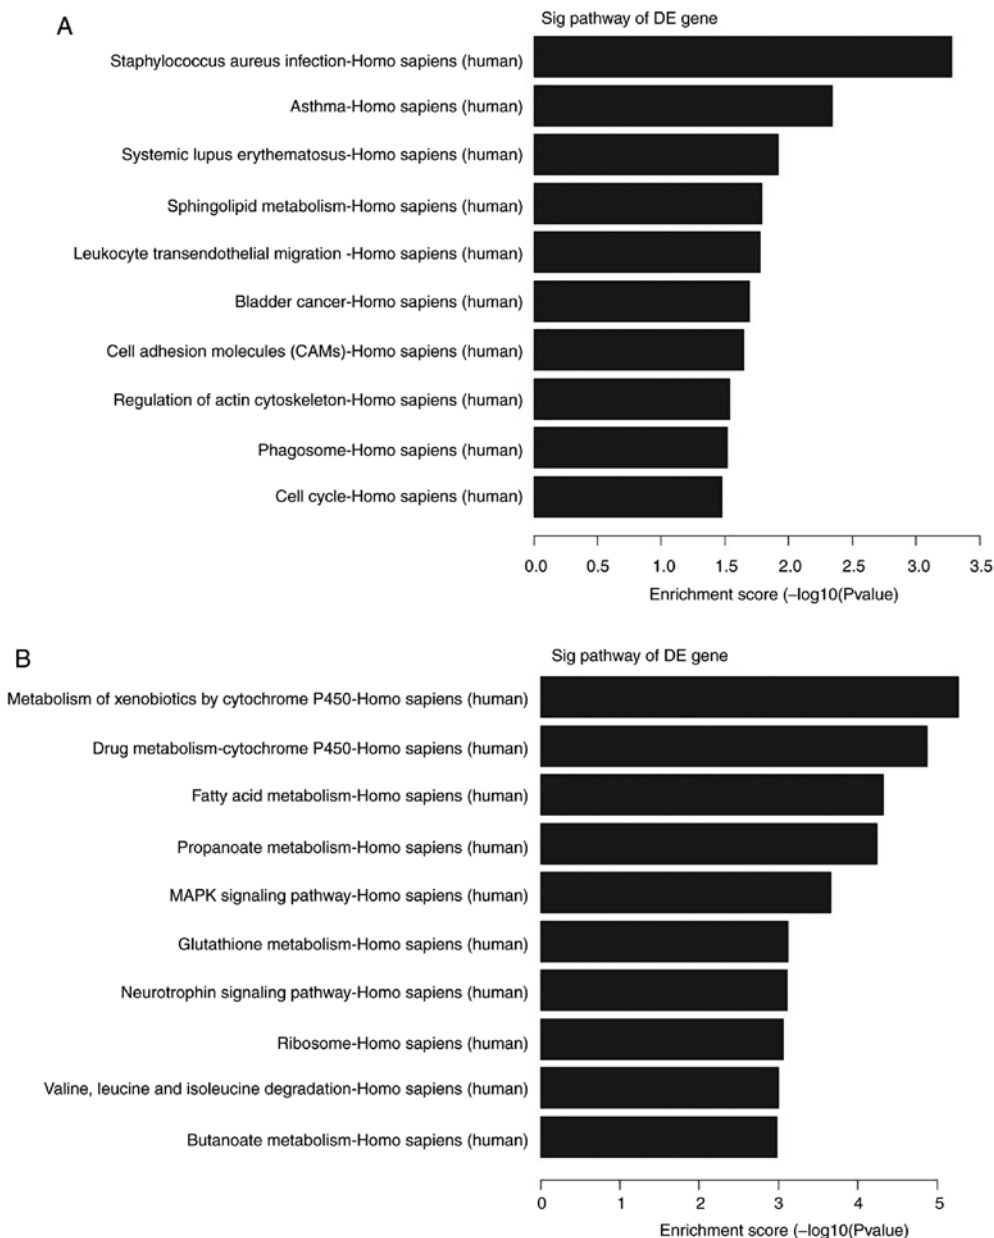 A
Sig pathway of DE gene
Staphylococcus aureus infection-Homo sapiens (human)
Asthma-Homo sapiens (human)
Systemic lupus erythematosus-Homo sapiens (human)
Sphingolipid metabolism-Homo sapiens (human)
Leukocyte transendothelial migration -Homo sapiens (human)
Bladder cancer-Homo sapiens (human)
Cell adhesion molecules (CAMs)-Homo sapiens (human)
Regulation of actin cytoskeleton-Homo sapiens (human)
Phagosome-Homo sapiens (human)
Cell cycle-Homo sapiens (human)
0.0 0.5 1.0 1.5 2.0 2.5 3.0 3.5
Enrichment score (–log10(Pvalue)
B
Sig pathway of DE gene
Metabolism of xenobiotics by cytochrome P450-Homo sapiens (human)
Drug metabolism-cytochrome P450-Homo sapiens (human)
Fatty acid metabolism-Homo sapiens (human)
Propanoate metabolism-Homo sapiens (human)
MAPK signaling pathway-Homo sapiens (human)
Glutathione metabolism-Homo sapiens (human)
Neurotrophin signaling pathway-Homo sapiens (human)
Ribosome-Homo sapiens (human)
Valine, leucine and isoleucine degradation-Homo sapiens (human)
Butanoate metabolism-Homo sapiens (human)
0 1 2 3 4 5
Enrichment score (–log10(Pvalue)